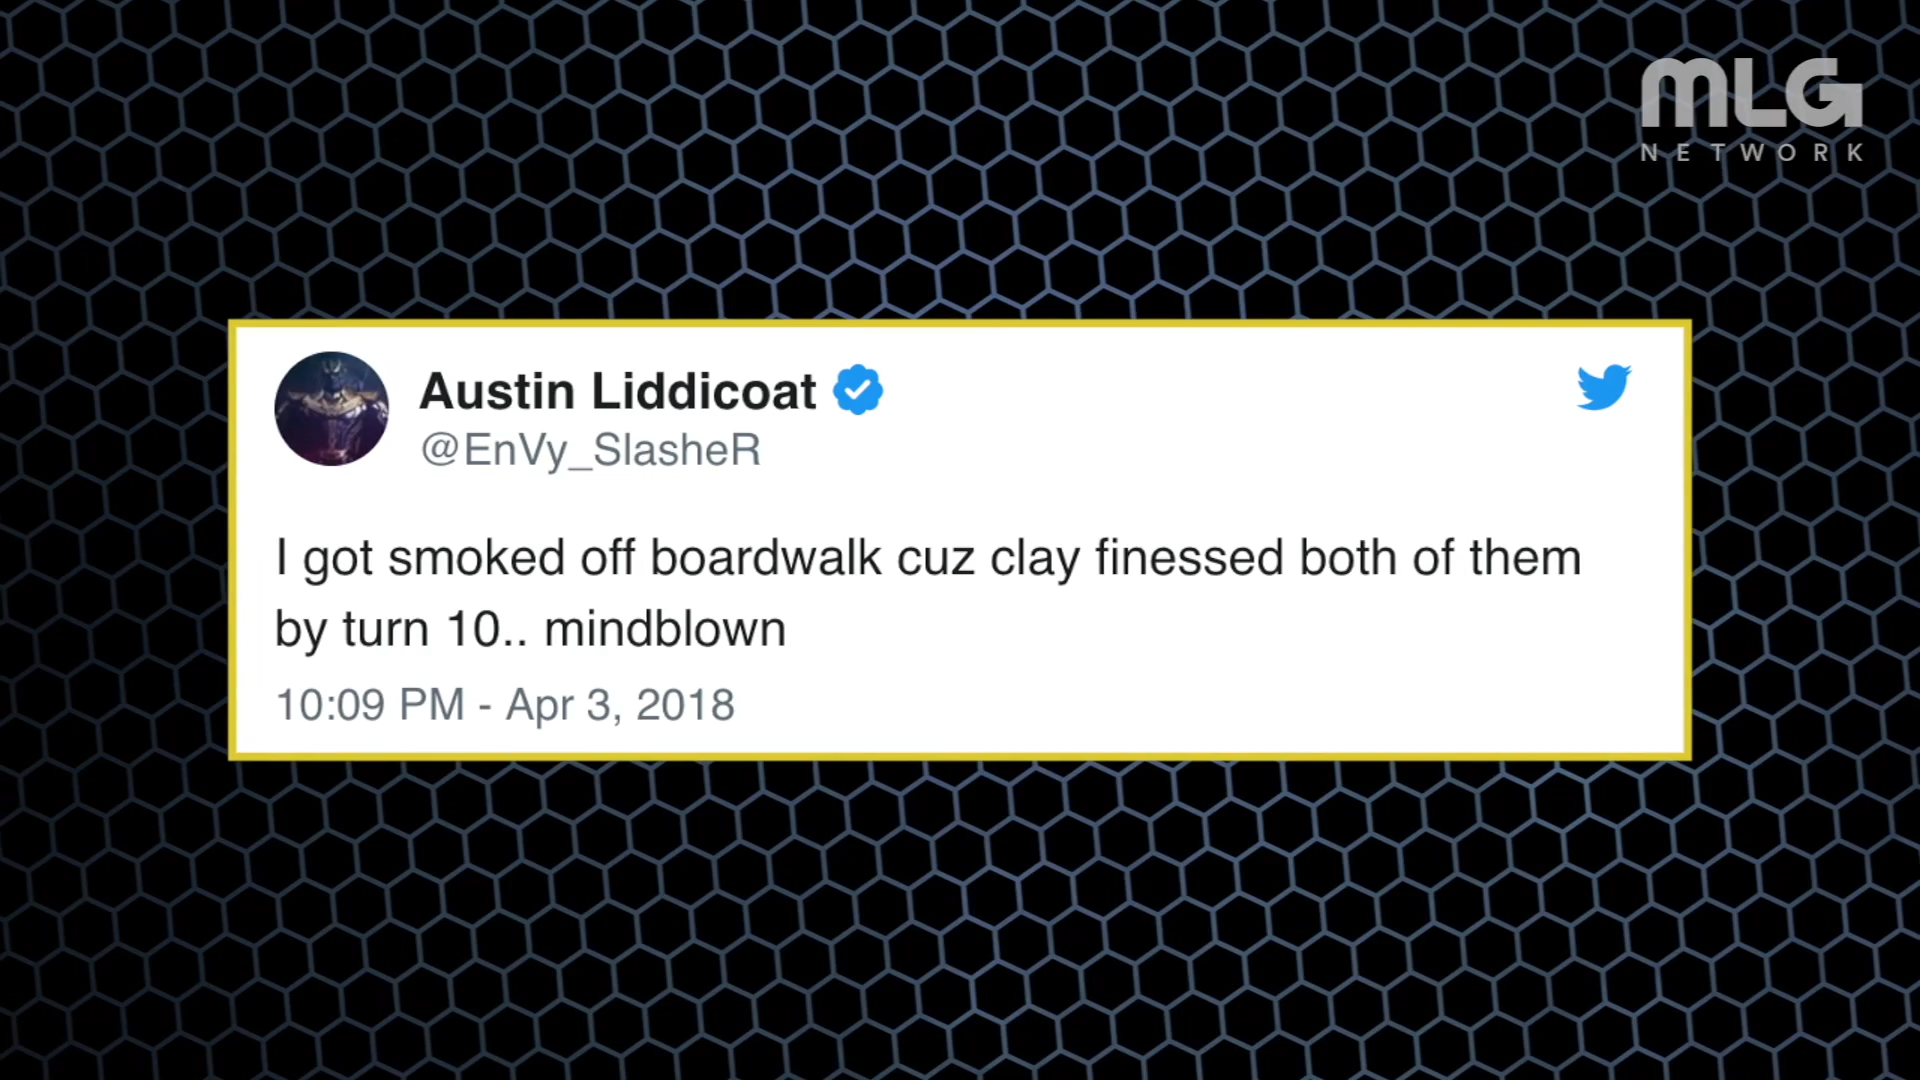 MLG
NETWORK
Austin Liddicoat
@EnVy_SlasheR
I got smoked off boardwalk cuz clay finessed both of them
by turn 10.. mindblown
10:09 PM - Apr 3, 2018